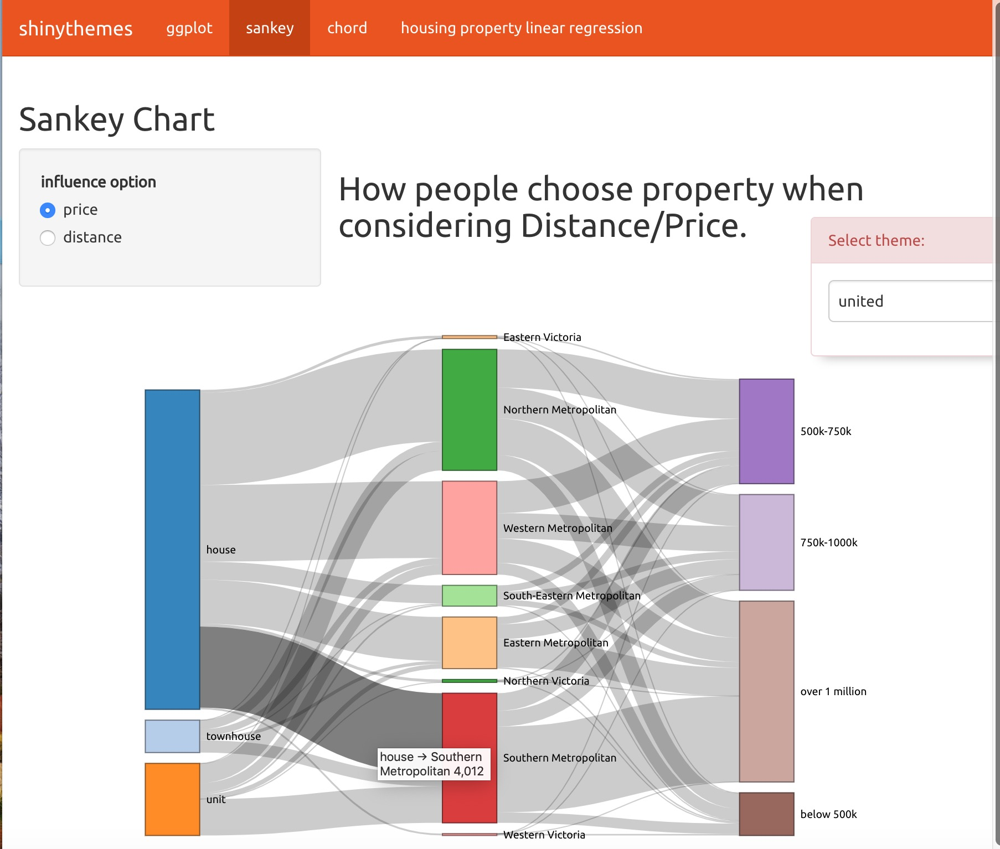 shinythemes ggplot sankey chord housing property linear regression
Sankey Chart
influence option
price
distance
How people choose property when
considering Distance/Price.
Select theme:
united
Eastern Victoria
Northern Metropolitan
500k-750k
Western Metropolitan
750k-1000k
house
South-Eastern Metropolitan
Eastern Metropolitan
Northern Victoria
over 1 million
townhouse
house → Southern
Metropolitan 4,012
Southern Metropolitan
unit
below 500k
Western Victoria